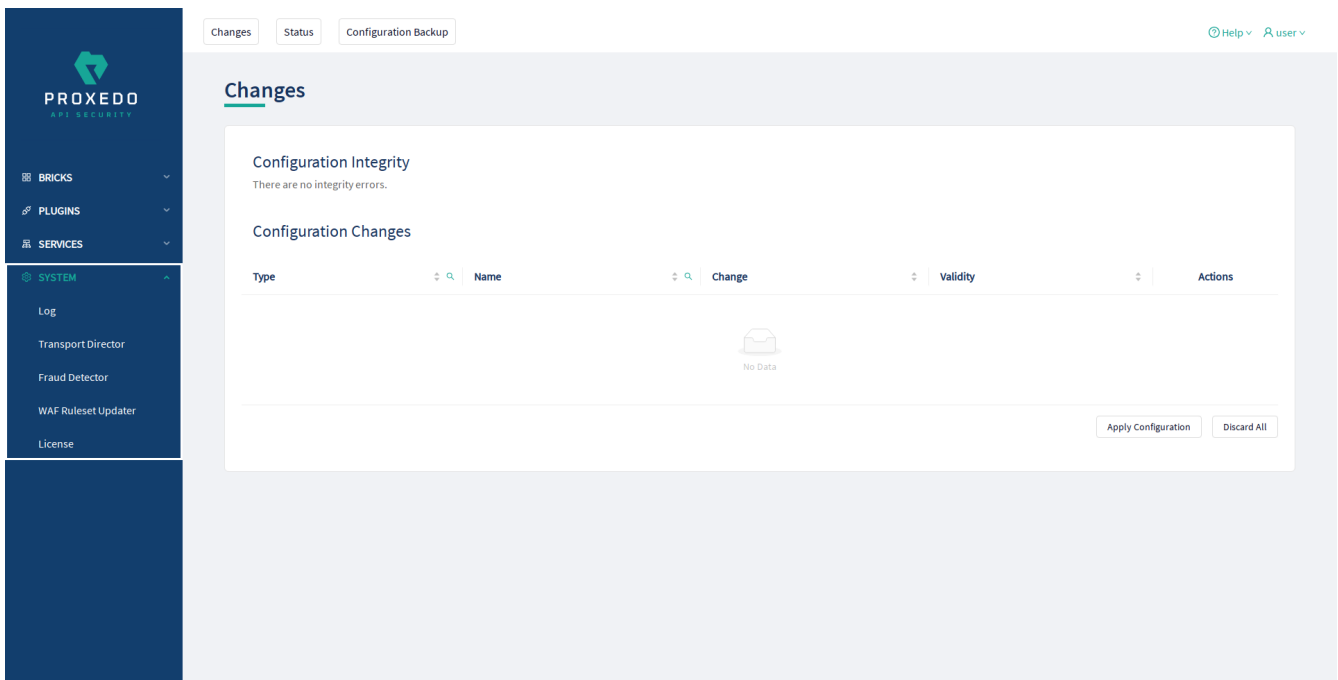 Changes Status Configuration Backup Help user
PROXEDO
API SECURITY
BRICKS
PLUGINS
SERVICES
SYSTEM
Log
Transport Director
Fraud Detector
WAF Ruleset Updater
License
Changes
Configuration Integrity
There are no integrity errors.
Configuration Changes
Type Name Change Validity Actions
No Data
Apply Configuration Discard All